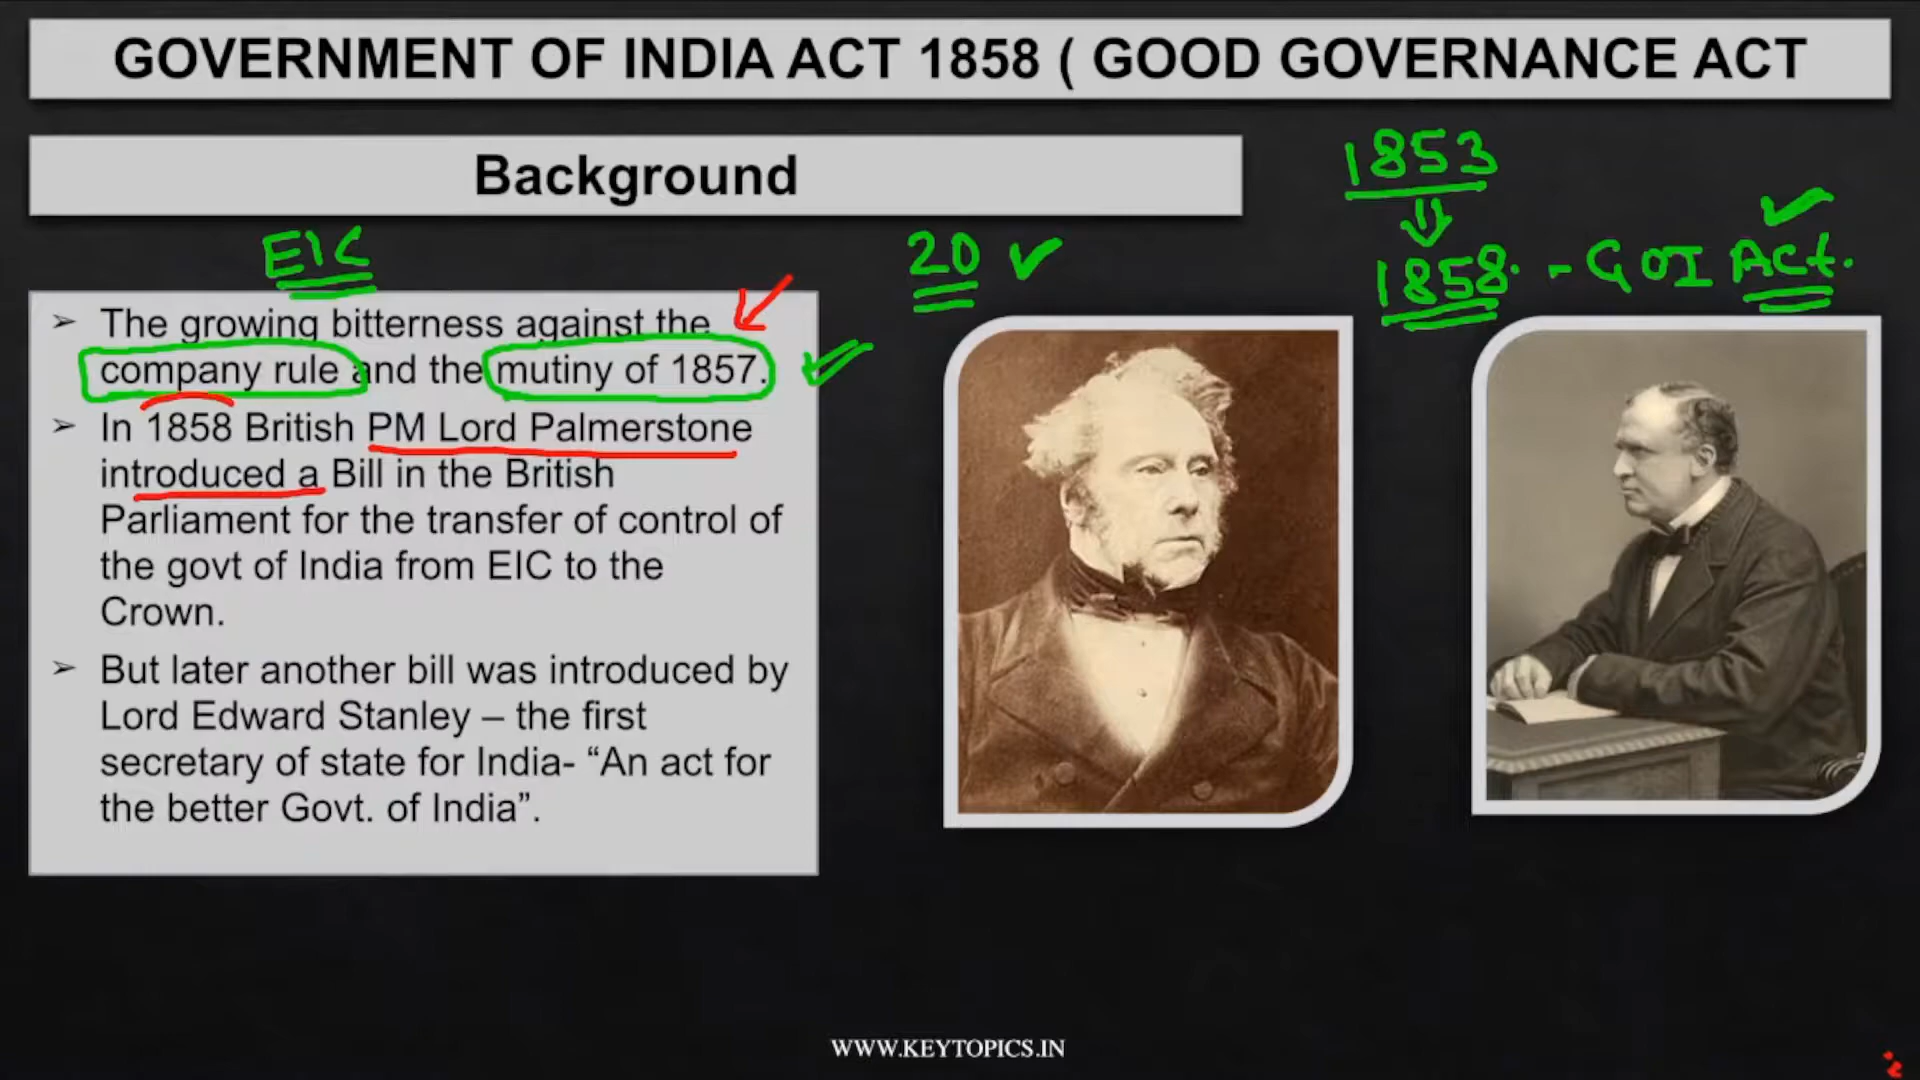 GOVERNMENT OF INDIA ACT 1858 ( GOOD GOVERNANCE ACT
Background
1853
EIC
20
1858. - GOI Act.
➢ The growing bitterness against the
company rule and the mutiny of 1857.
➢ In 1858 British PM Lord Palmerstone
introduced a Bill in the British
Parliament for the transfer of control of
the govt of India from EIC to the
Crown.
➢ But later another bill was introduced by
Lord Edward Stanley – the first
secretary of state for India- “An act for
the better Govt. of India”.
WWW.KEYTOPICS.IN